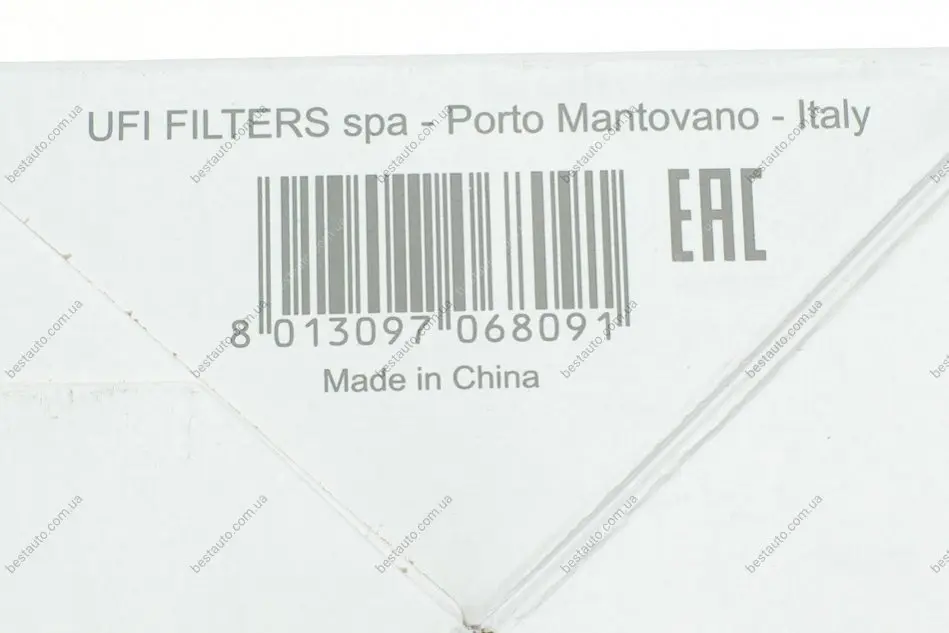 UFI FILTERS spa - Porto Mantovano - Italy
EAC
8 013097 068091
Made in China
bestauto.com.ua